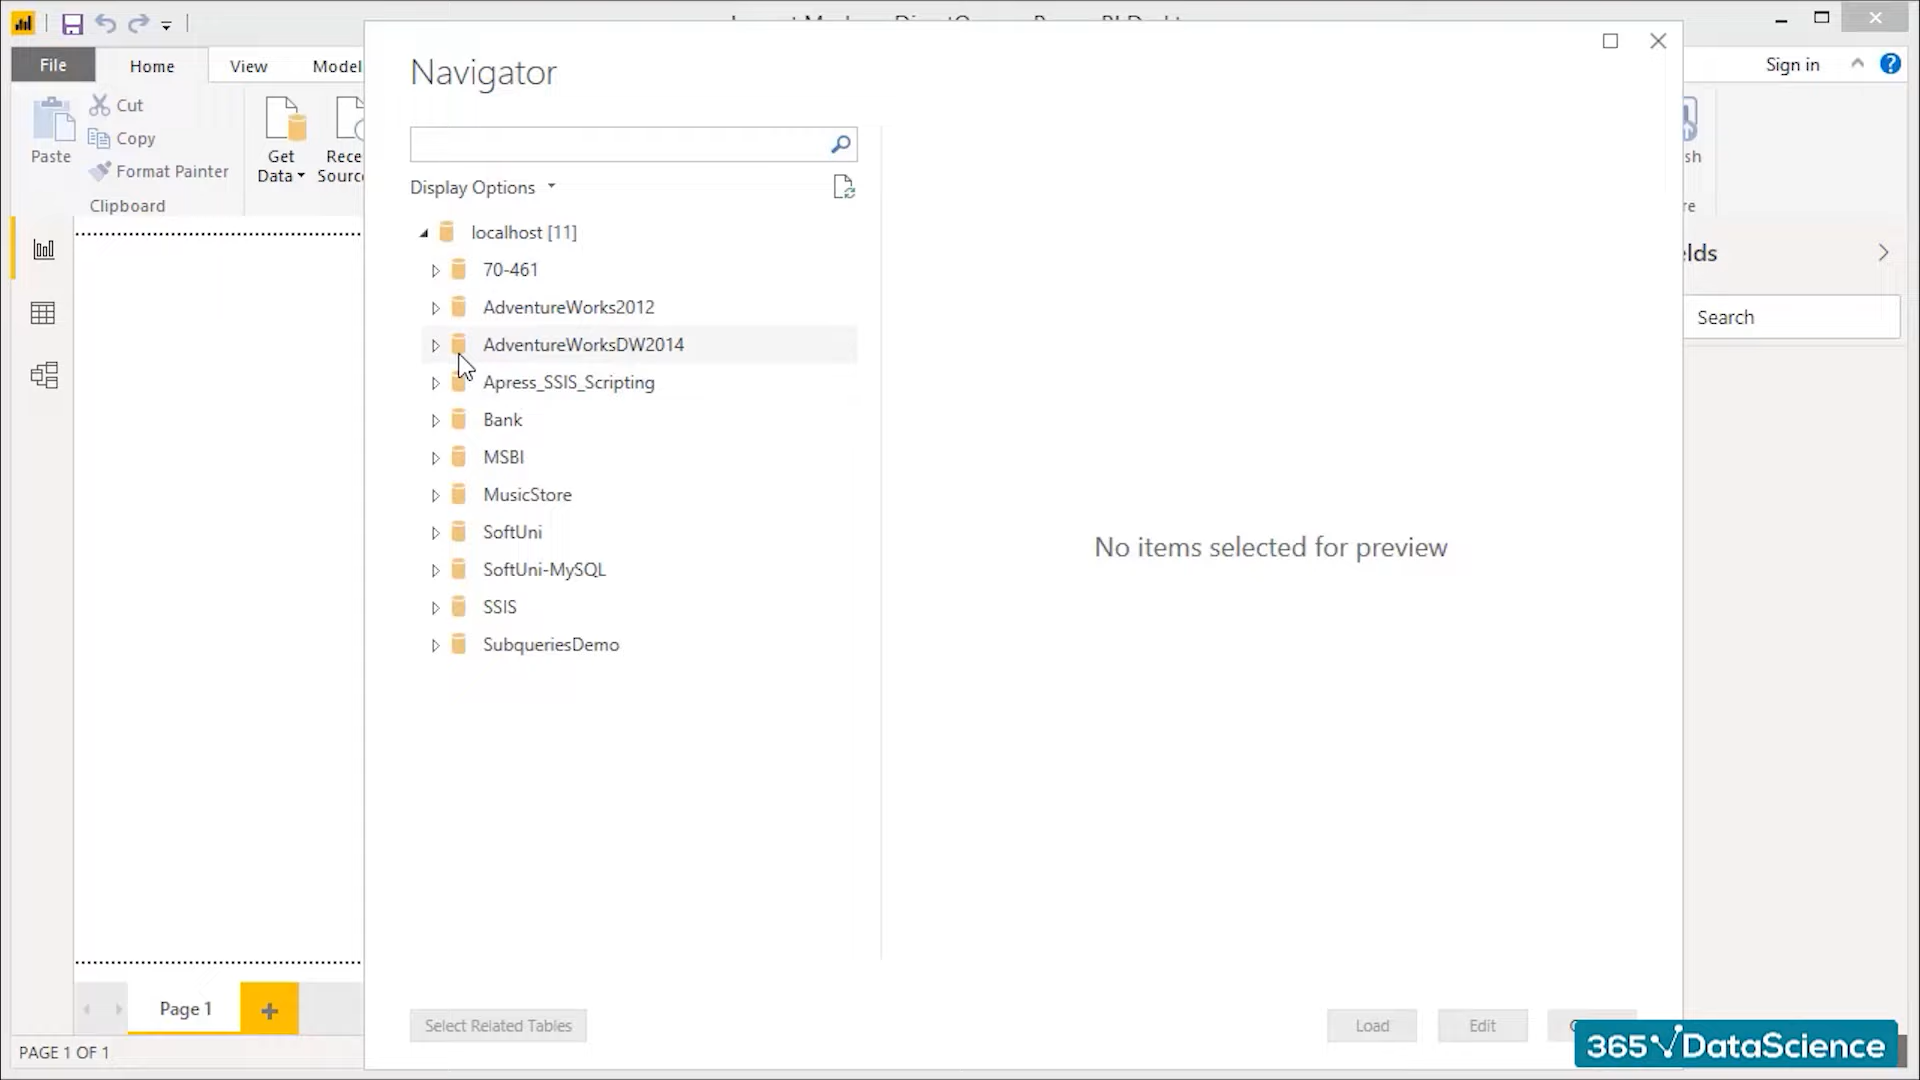 File
Home
View
Model
Sign in
Paste
Cut
Copy
Format Painter
Clipboard
Get
Data
Navigator
Display Options
localhost [11]
70-461
AdventureWorks2012
AdventureWorksDW2014
Apress_SSIS_Scripting
Bank
MSBI
MusicStore
SoftUni
SoftUni-MySQL
SSIS
SubqueriesDemo
No items selected for preview
Search
Select Related Tables
Load
Edit
Page 1
PAGE 1 OF 1
365 DataScience